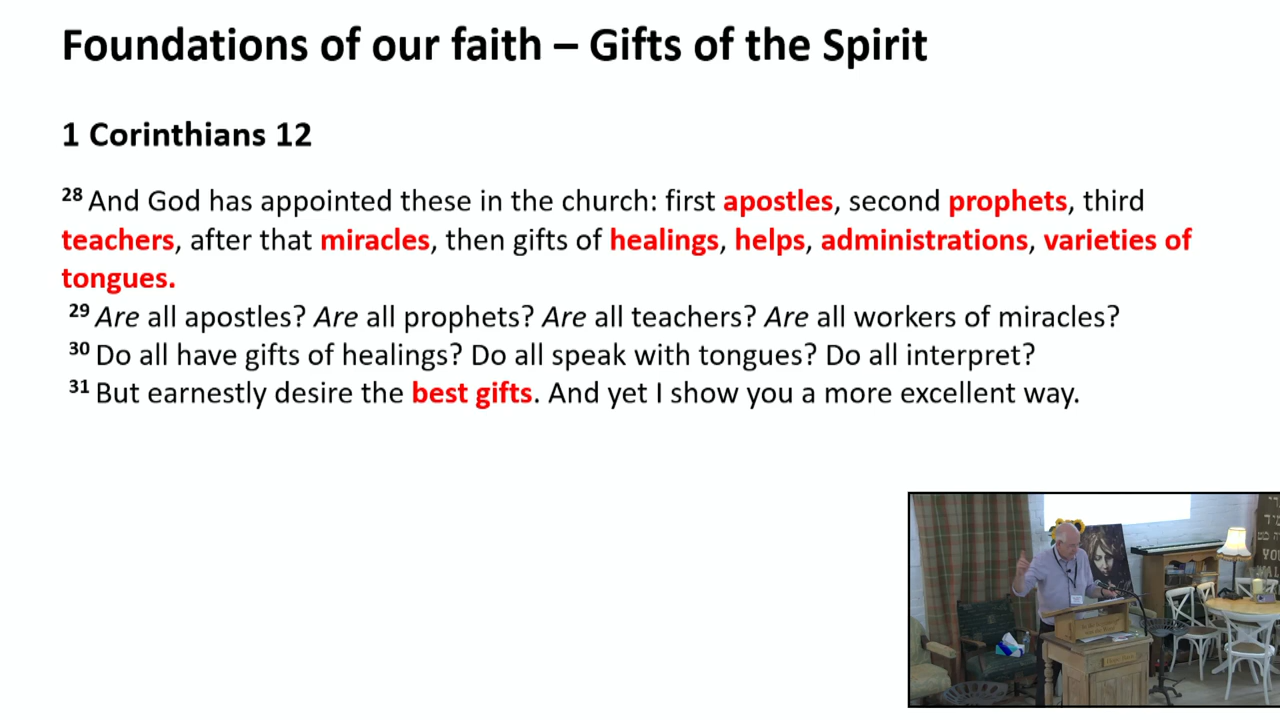 Foundations of our faith – Gifts of the Spirit
1 Corinthians 12
28 And God has appointed these in the church: first apostles, second prophets, third
teachers, after that miracles, then gifts of healings, helps, administrations, varieties of
tongues.
29 Are all apostles? Are all prophets? Are all teachers? Are all workers of miracles?
30 Do all have gifts of healings? Do all speak with tongues? Do all interpret?
31 But earnestly desire the best gifts. And yet I show you a more excellent way.